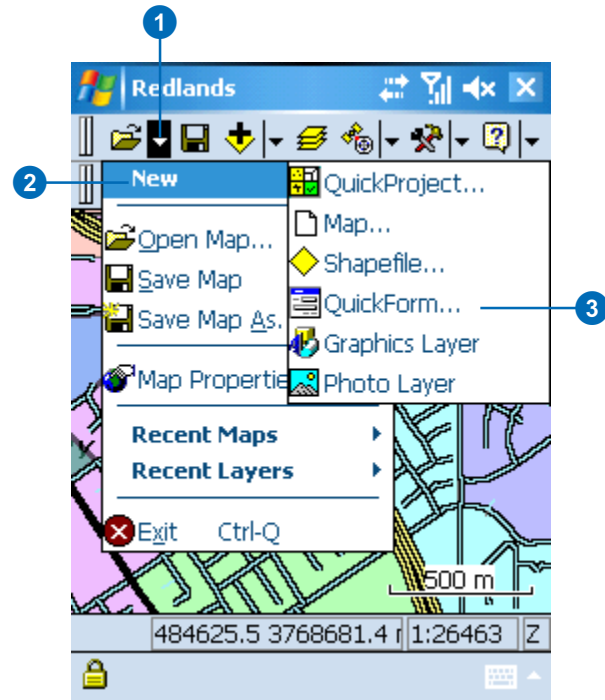 1
Redlands
2
New
QuickProject...
Map...
Open Map...
Shapefile...
Save Map
QuickForm...
3
Save Map As.
Graphics Layer
Map Propertie
Photo Layer
Recent Maps
Recent Layers
Exit Ctrl-Q
500 m
484625.5 3768681.4 r 1:26463 Z